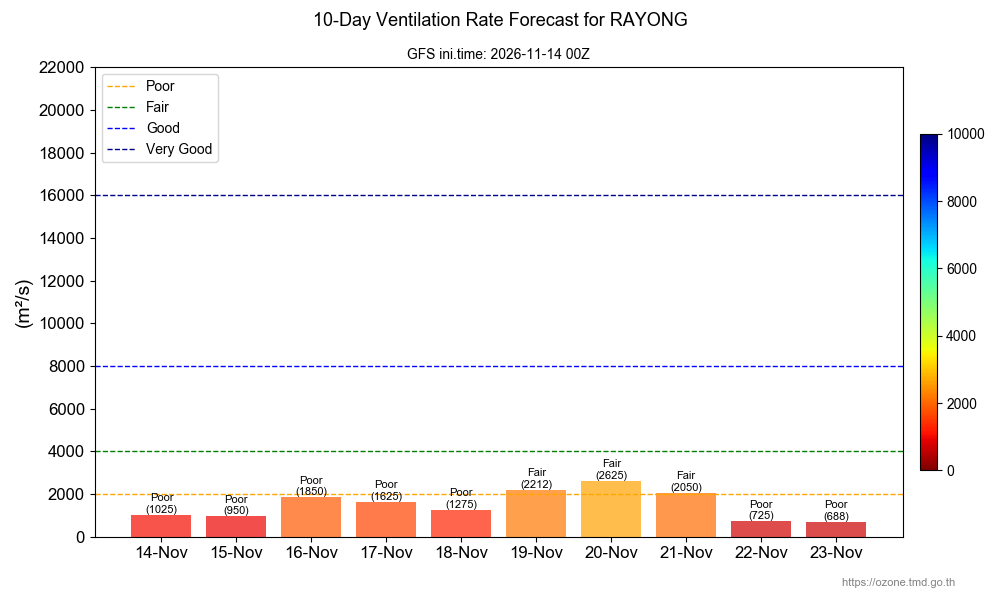 10-Day Ventilation Rate Forecast for RAYONG
GFS ini.time: 2026-11-14 00Z
22000
20000
18000
16000
14000
12000
10000
8000
6000
4000
2000
0
(m²/s)
Poor
Fair
Good
Very Good
Poor
(1025)
Poor
(950)
Poor
(1850)
Poor
(1625)
Poor
(1275)
Fair
(2212)
Fair
(2625)
Fair
(2050)
Poor
(725)
Poor
(688)
14-Nov 15-Nov 16-Nov 17-Nov 18-Nov 19-Nov 20-Nov 21-Nov 22-Nov 23-Nov
10000
8000
6000
4000
2000
0
https://ozone.tmd.go.th